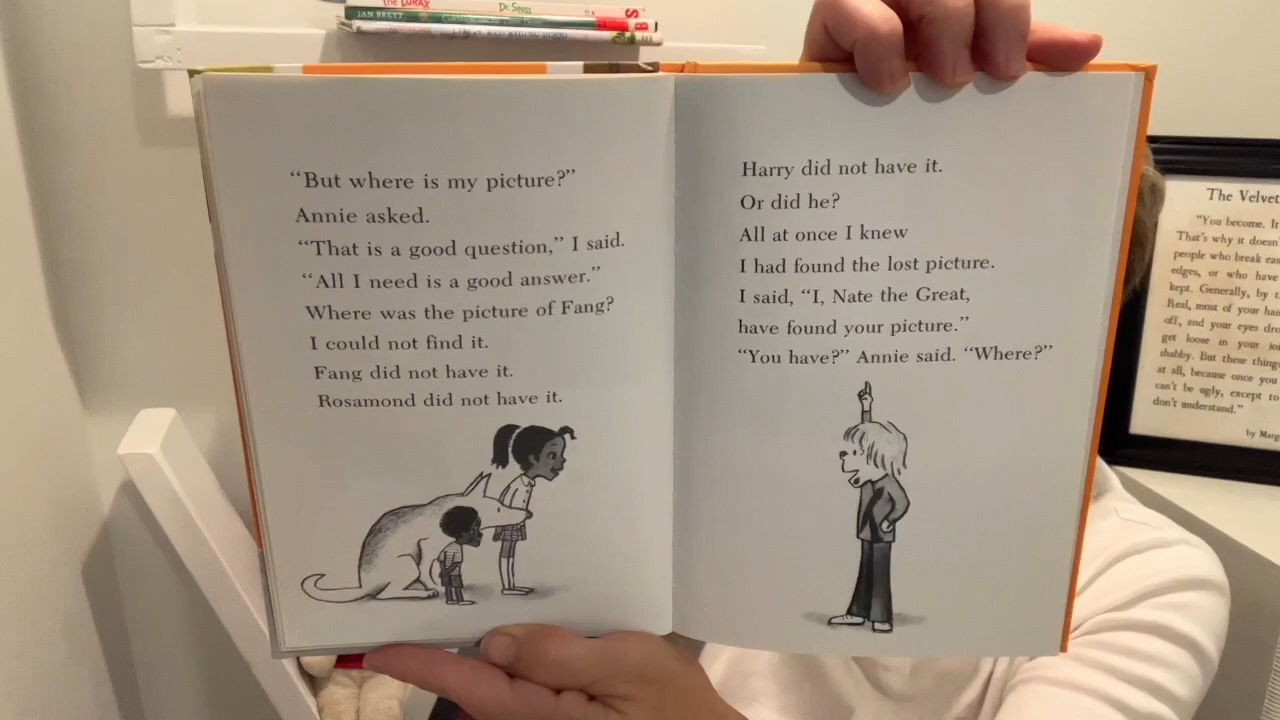 The LORAX Dr. Seuss
JAN BRETT
"But where is my picture?"
Annie asked.
"That is a good question," I said.
"All I need is a good answer."
Where was the picture of Fang?
I could not find it.
Fang did not have it.
Rosamond did not have it.
Harry did not have it.
Or did he?
All at once I knew
I had found the lost picture.
I said, "I, Nate the Great,
have found your picture."
"You have?" Annie said. "Where?"
The Velvet
"You become. It
That's why it doesn
people who break eas
edges, or who have
kept. Generally, by
Real, most of your hai
off, and your eyes dro
get loose in your joi
shabby. But these thing
at all, because once you
can't be ugly, except to
don't understand."
by Marg